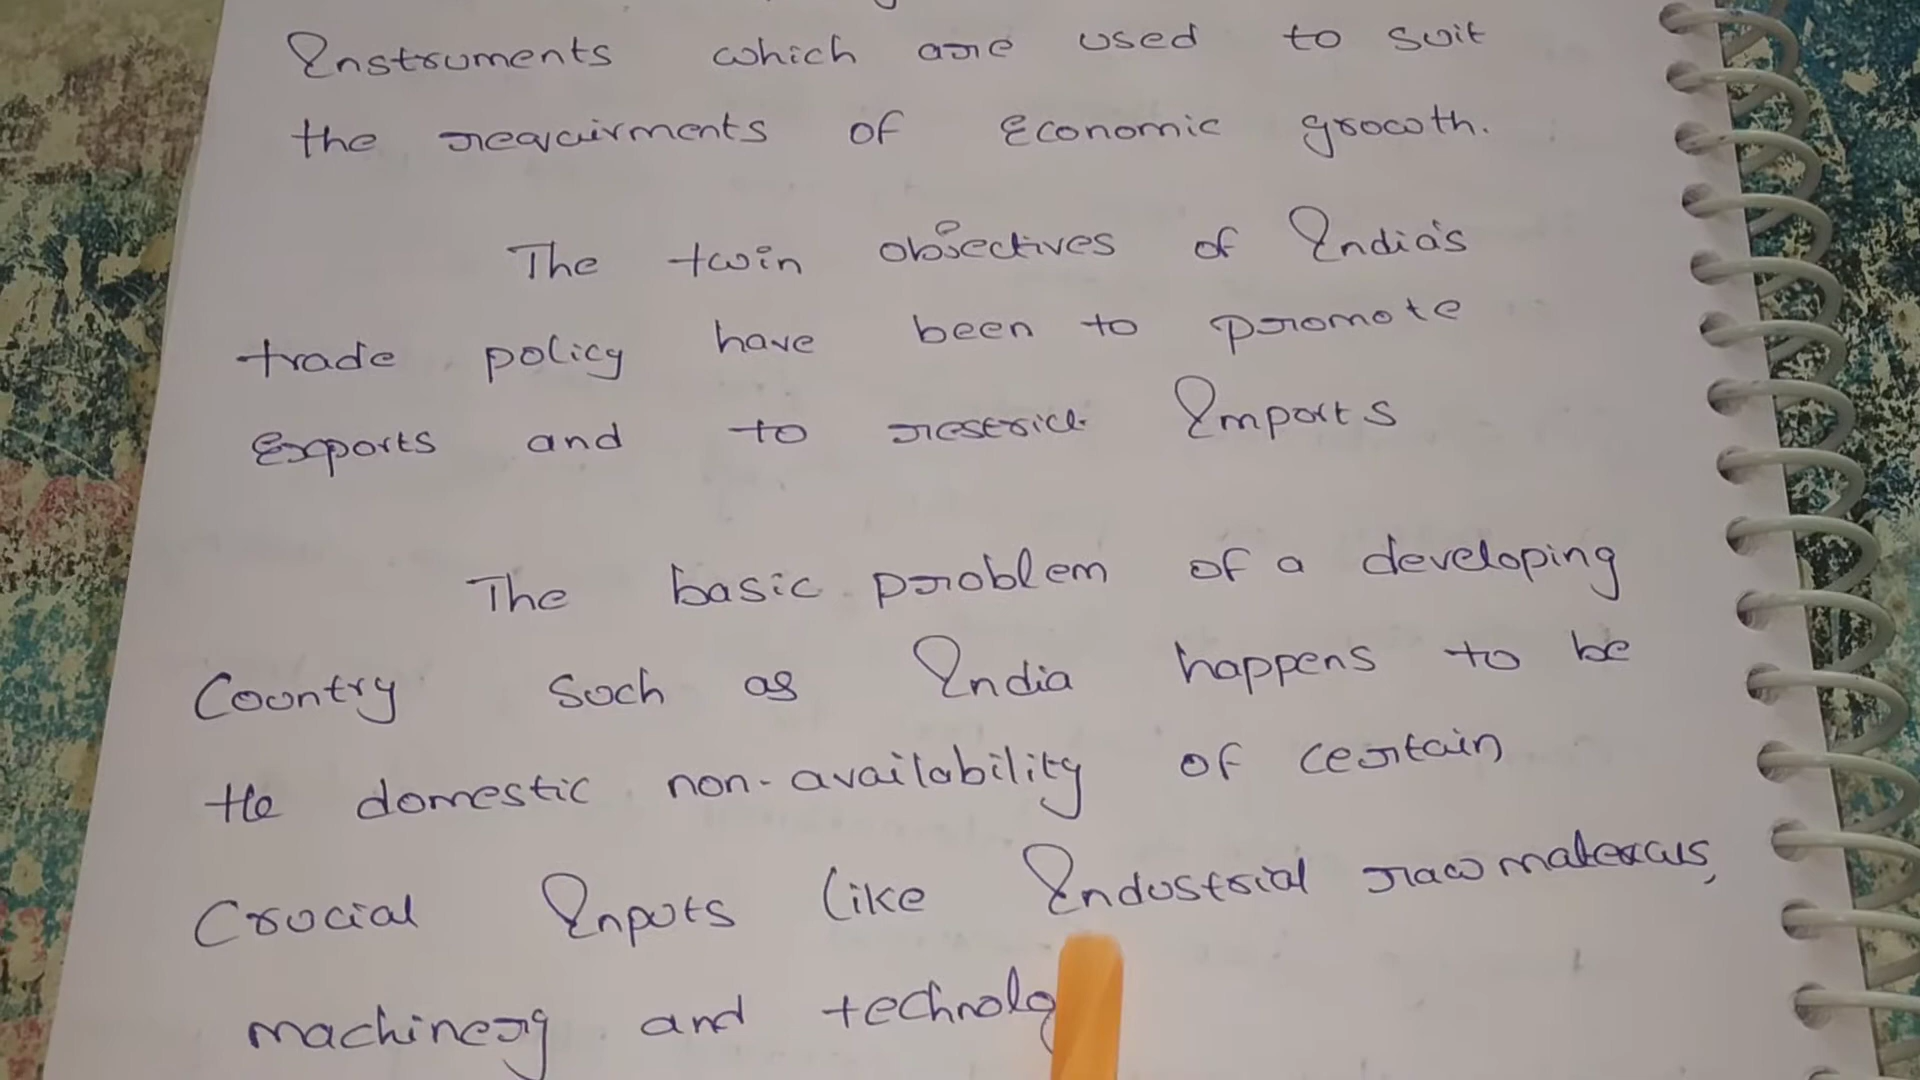 Instruments which are used to suit
the requirments of Economic growth.
The twin objectives of India's
trade policy have been to promote
Exports and to restrict Imports
The basic problem of a developing
Country Such as India happens to be
the domestic non-availability of certain
Crucial Inputs like Industrial raw materials,
machinery and technolo